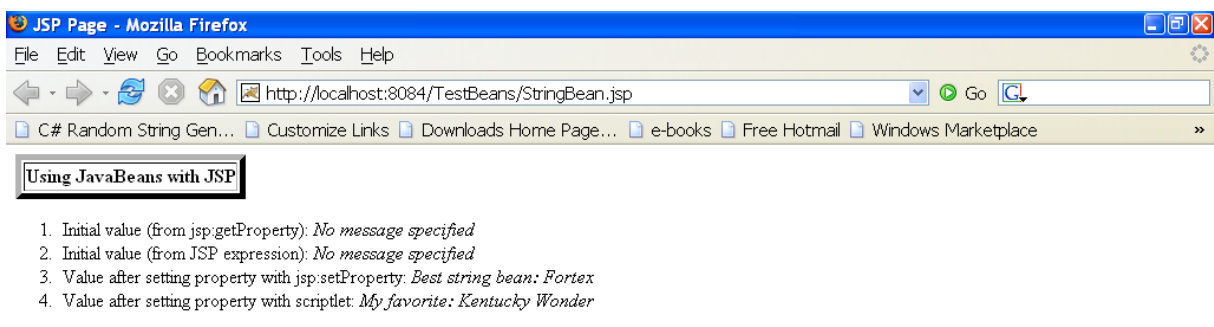 JSP Page - Mozilla Firefox
File Edit View Go Bookmarks Tools Help
http://localhost:8084/TestBeans/StringBean.jsp Go G
C# Random String Gen... Customize Links Downloads Home Page... e-books Free Hotmail Windows Marketplace »
Using JavaBeans with JSP
1. Initial value (from jsp:getProperty): No message specified
2. Initial value (from JSP expression): No message specified
3. Value after setting property with jsp:setProperty: Best string bean: Fortex
4. Value after setting property with scriptlet: My favorite: Kentucky Wonder